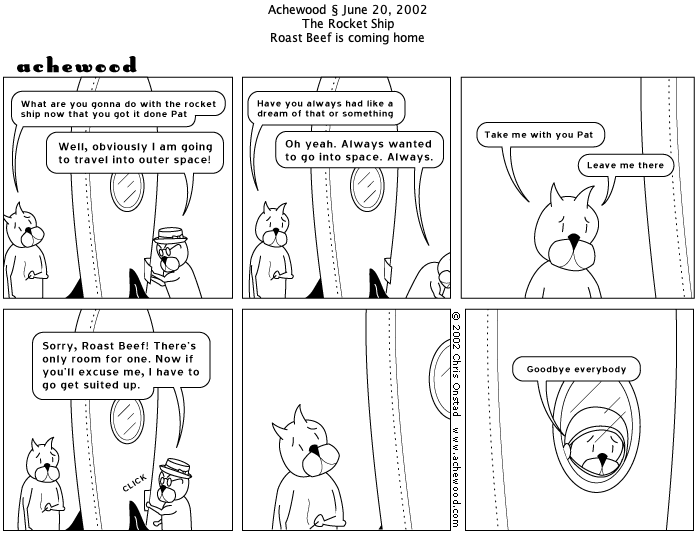 Achewood § June 20, 2002
The Rocket Ship
Roast Beef is coming home
achewood
What are you gonna do with the rocket
ship now that you got it done Pat
Well, obviously I am going
to travel into outer space!
Have you always had like a
dream of that or something
Oh yeah. Always wanted
to go into space. Always.
Take me with you Pat
Leave me there
Sorry, Roast Beef! There's
only room for one. Now if
you'll excuse me, I have to
go get suited up.
CLICK
© 2002 Chris Onstad www.achewood.com
Goodbye everybody